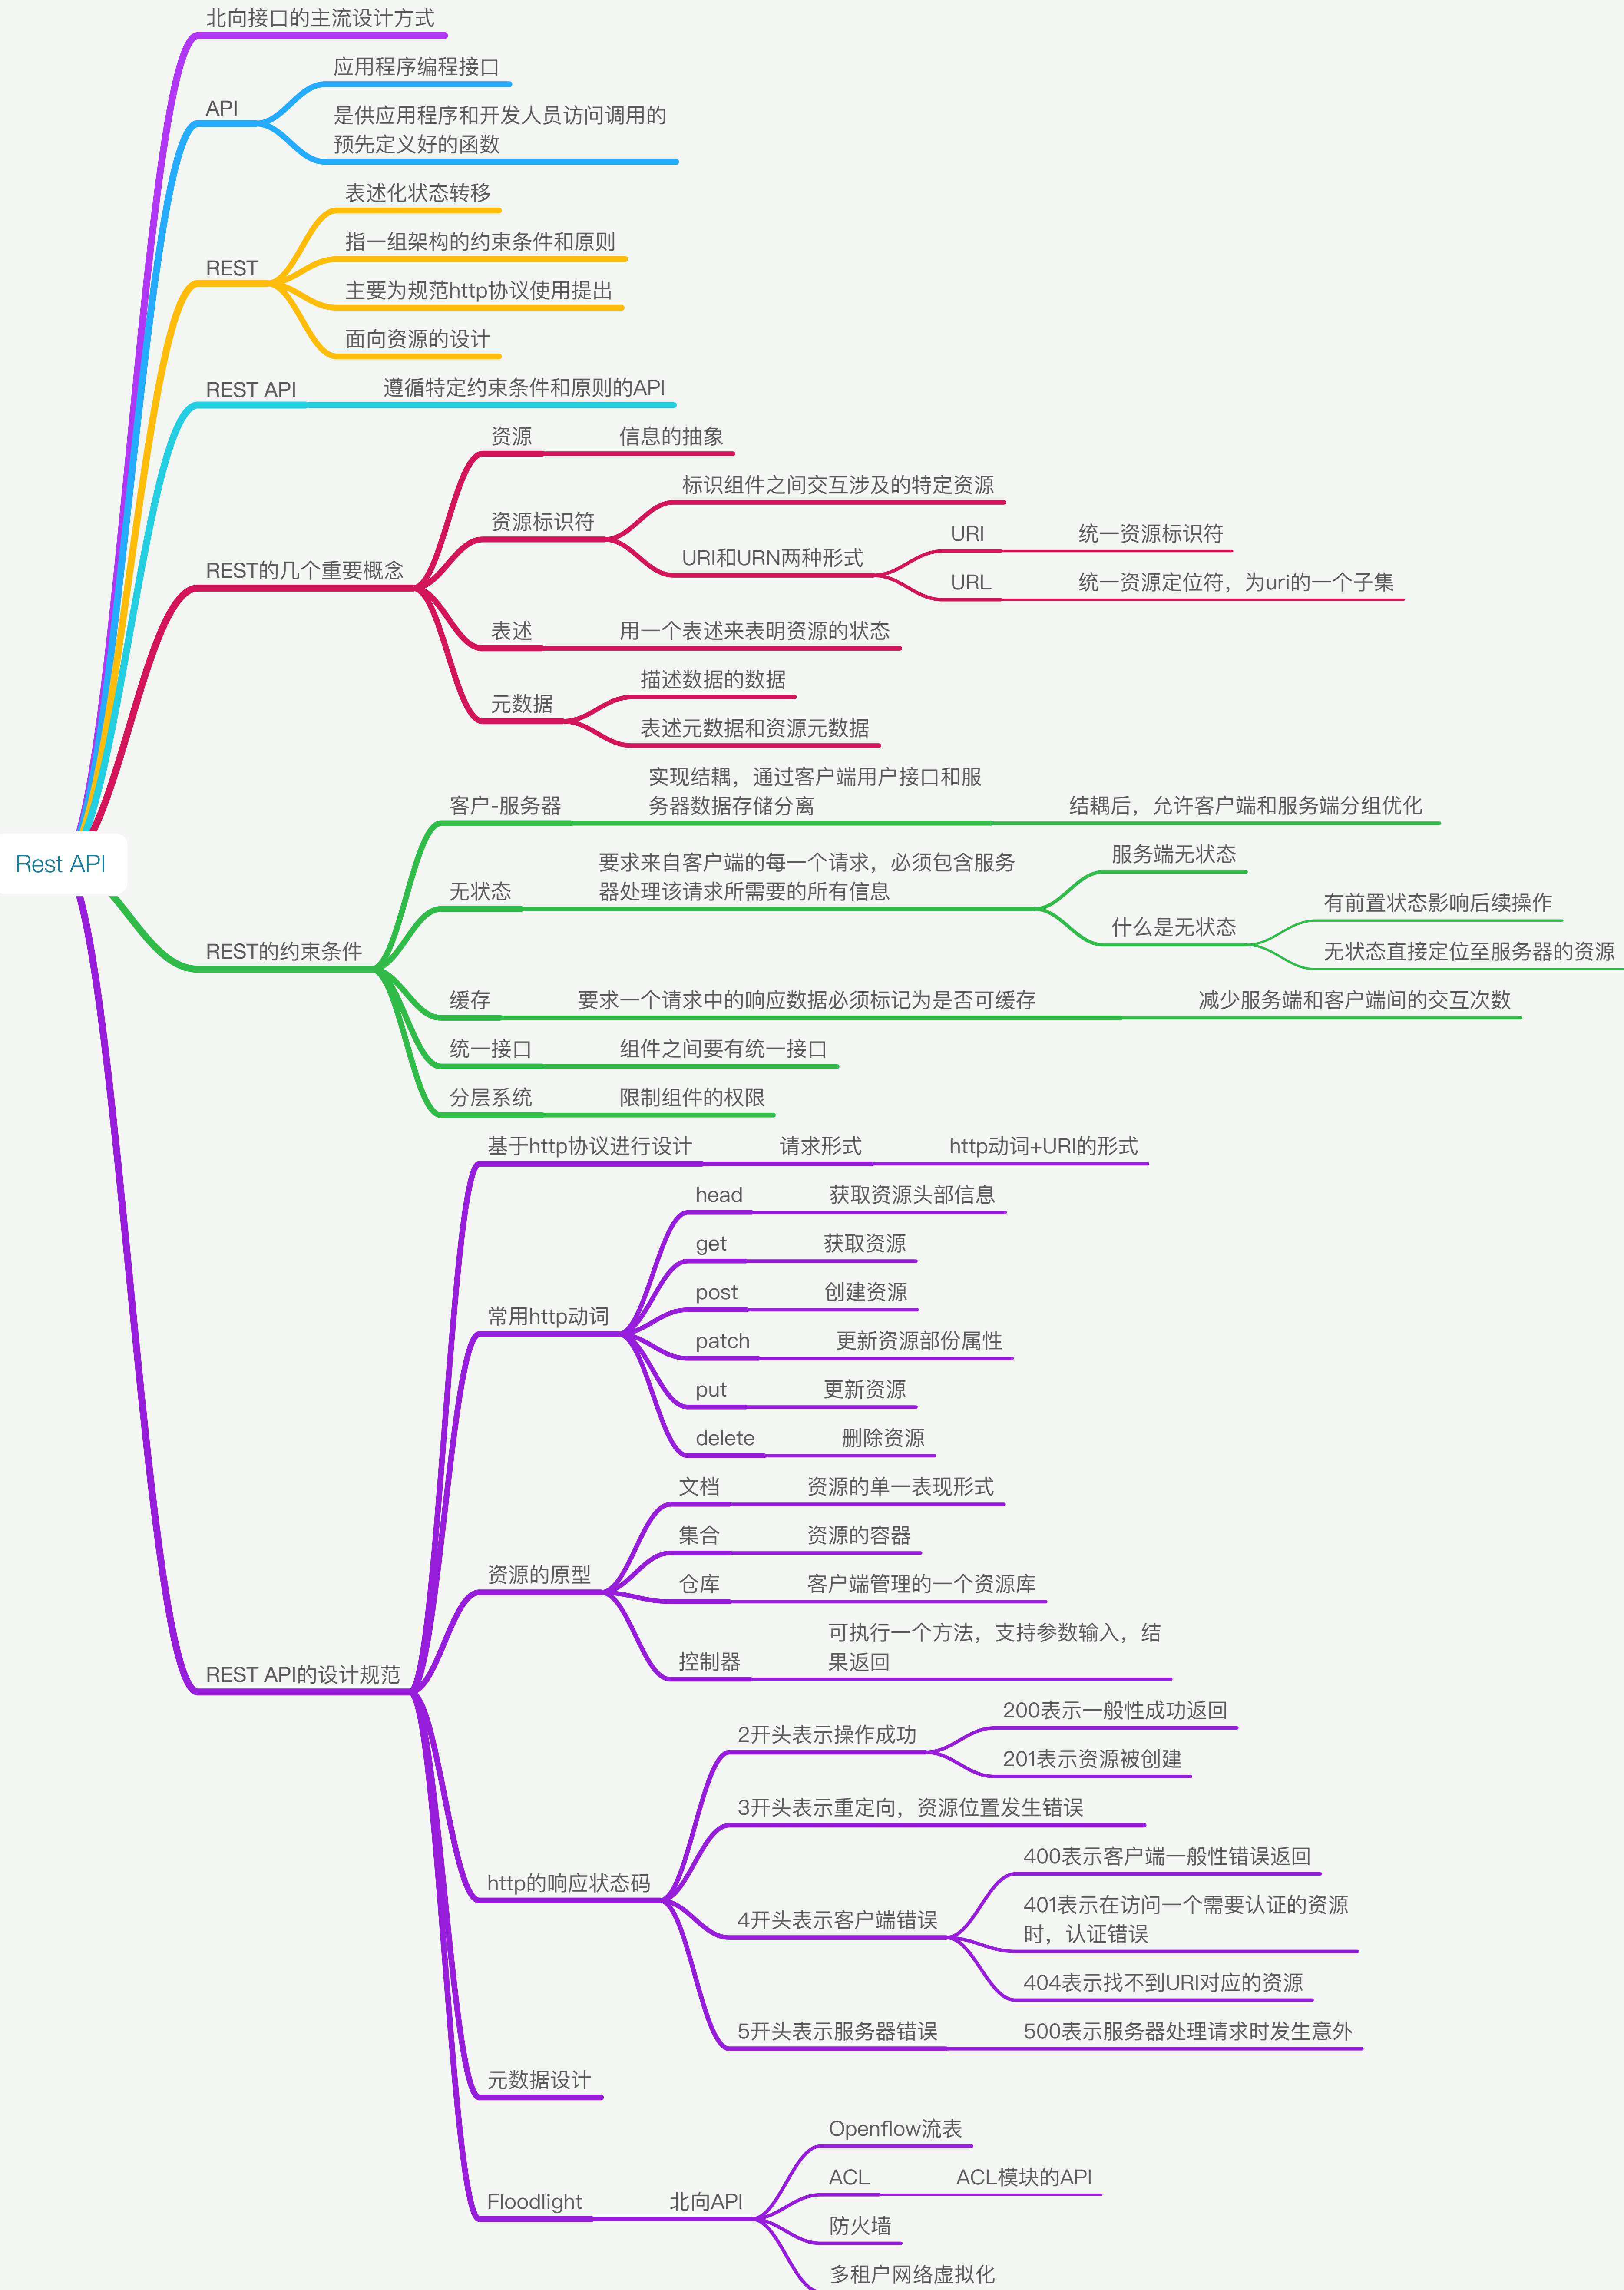 北向接口的主流设计方式
API
应用程序编程接口
是供应用程序和开发人员访问调用的
预先定义好的函数
REST
表述化状态转移
指一组架构的约束条件和原则
主要为规范http协议使用提出
面向资源的设计
REST API
遵循特定约束条件和原则的API
REST的几个重要概念
资源
信息的抽象
资源标识符
标识组件之间交互涉及的特定资源
URI和URN两种形式
URI
统一资源标识符
URL
统一资源定位符，为uri的一个子集
表述
用一个表述来表明资源的状态
元数据
描述数据的数据
表述元数据和资源元数据
Rest API
REST的约束条件
客户-服务器
实现结耦，通过客户端用户接口和服
务器数据存储分离
结耦后，允许客户端和服务端分组优化
无状态
要求来自客户端的每一个请求，必须包含服务
器处理该请求所需要的所有信息
服务端无状态
什么是无状态
有前置状态影响后续操作
无状态直接定位至服务器的资源
缓存
要求一个请求中的响应数据必须标记为是否可缓存
减少服务端和客户端间的交互次数
统一接口
组件之间要有统一接口
分层系统
限制组件的权限
REST API的设计规范
基于http协议进行设计
请求形式
http动词+URI的形式
常用http动词
head
获取资源头部信息
get
获取资源
post
创建资源
patch
更新资源部份属性
put
更新资源
delete
删除资源
资源的原型
文档
资源的单一表现形式
集合
资源的容器
仓库
客户端管理的一个资源库
控制器
可执行一个方法，支持参数输入，结
果返回
http的响应状态码
2开头表示操作成功
200表示一般性成功返回
201表示资源被创建
3开头表示重定向，资源位置发生错误
4开头表示客户端错误
400表示客户端一般性错误返回
401表示在访问一个需要认证的资源
时，认证错误
404表示找不到URI对应的资源
5开头表示服务器错误
500表示服务器处理请求时发生意外
元数据设计
Floodlight
北向API
Openflow流表
ACL
ACL模块的API
防火墙
多租户网络虚拟化